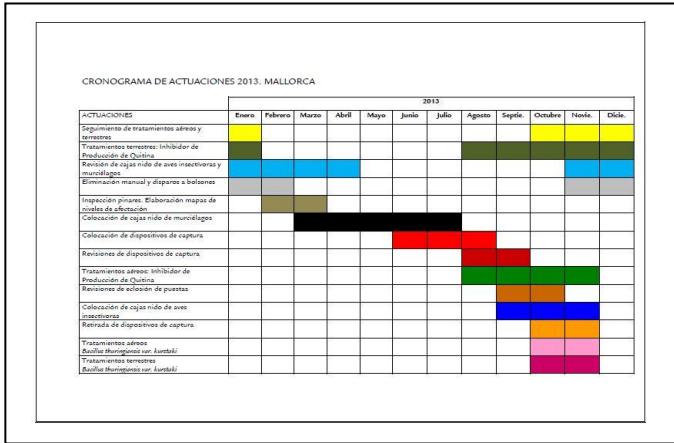 CRONOGRAMA DE ACTUACIONES 2013. MALLORCA
2013
ACTUACIONES Enero Febrero Marzo Abril Mayo Junio Julio Agosto Septie. Octubre Novie. Dicie.
Seguimiento de tratamientos aéreos y
terrestres
Tratamientos terrestres: Inhibidor de
Producción de Quitina
Revisión de cajas nido de aves insectívoras y
murciélagos
Eliminación manual y disparos a bolsones
Inspección pinares. Elaboración mapas de
niveles de afectación
Colocación de cajas nido de murciélagos
Colocación de dispositivos de captura
Revisiones de dispositivos de captura
Tratamientos aéreos: Inhibidor de
Producción de Quitina
Revisiones de eclosión de puestas
Colocación de cajas nido de aves
insectívoras
Retirada de dispositivos de captura
Tratamientos aéreos
Bacillus thuringiensis var. kurstaki
Tratamientos terrestres
Bacillus thuringiensis var. kurstaki